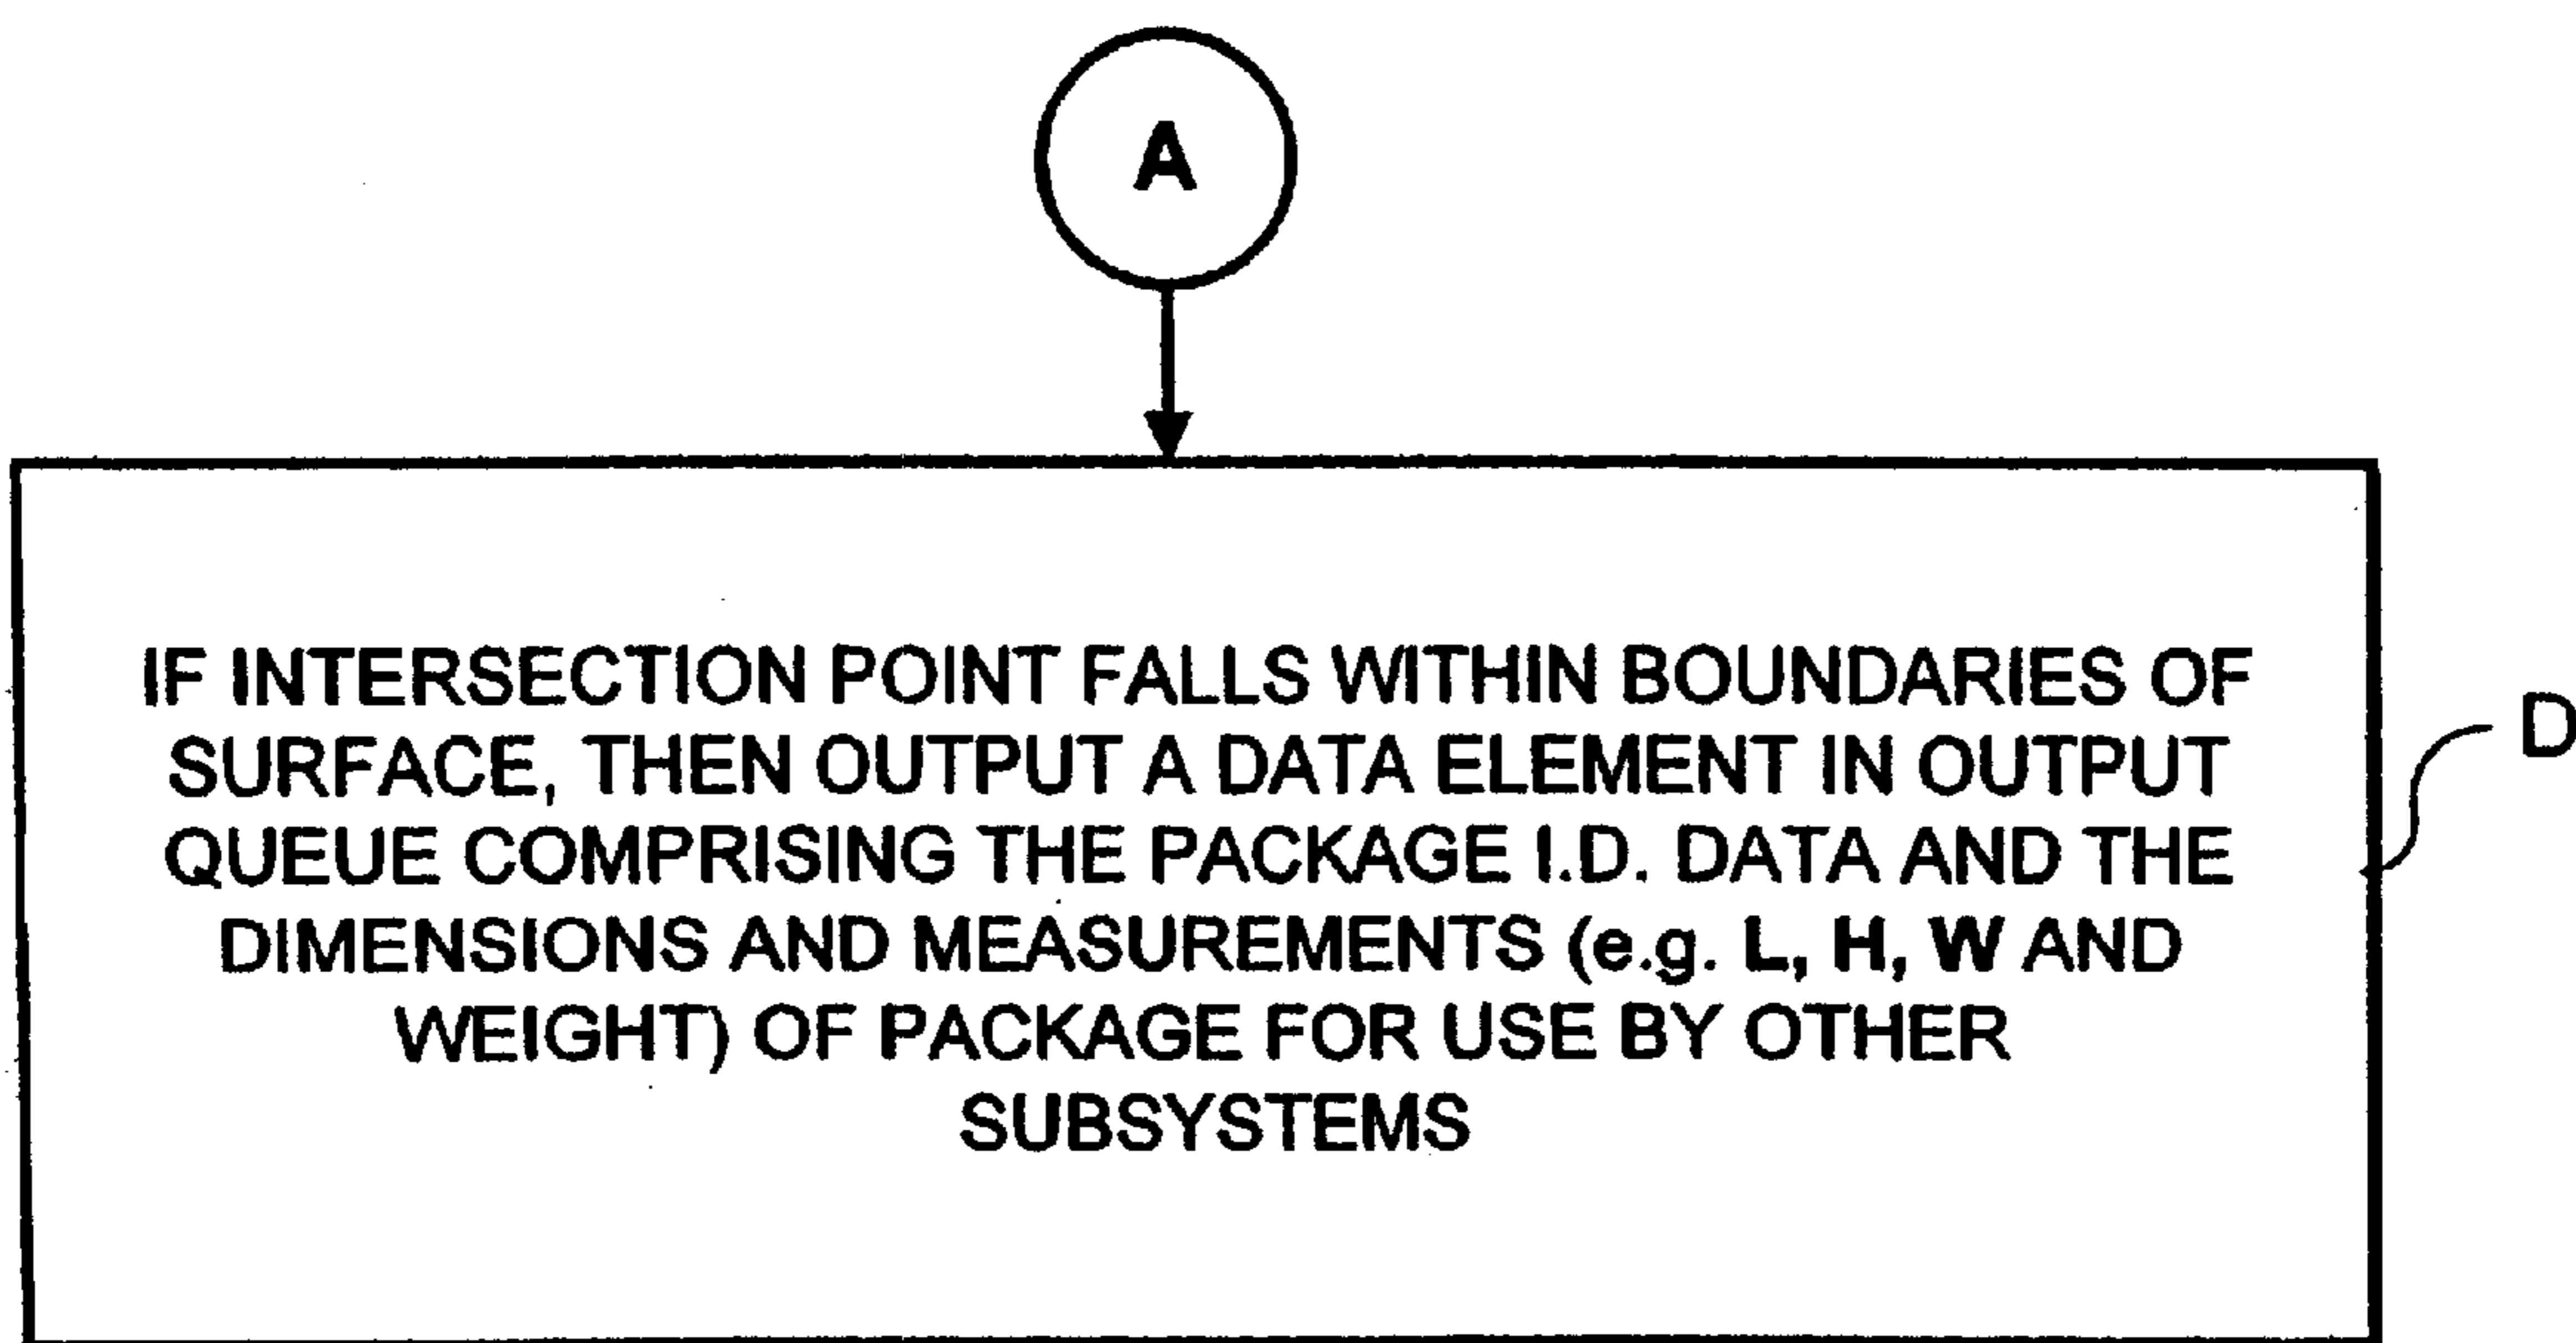 A
IF INTERSECTION POINT FALLS WITHIN BOUNDARIES OF
SURFACE, THEN OUTPUT A DATA ELEMENT IN OUTPUT
QUEUE COMPRISING THE PACKAGE I.D. DATA AND THE
DIMENSIONS AND MEASUREMENTS (e.g. L, H, W AND
WEIGHT) OF PACKAGE FOR USE BY OTHER
SUBSYSTEMS
D